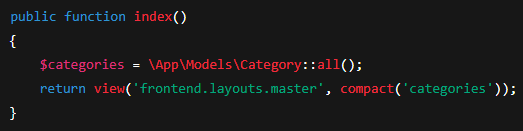 public function index()
{
    $categories = \App\Models\Category::all();
    return view('frontend.layouts.master', compact('categories'));
}